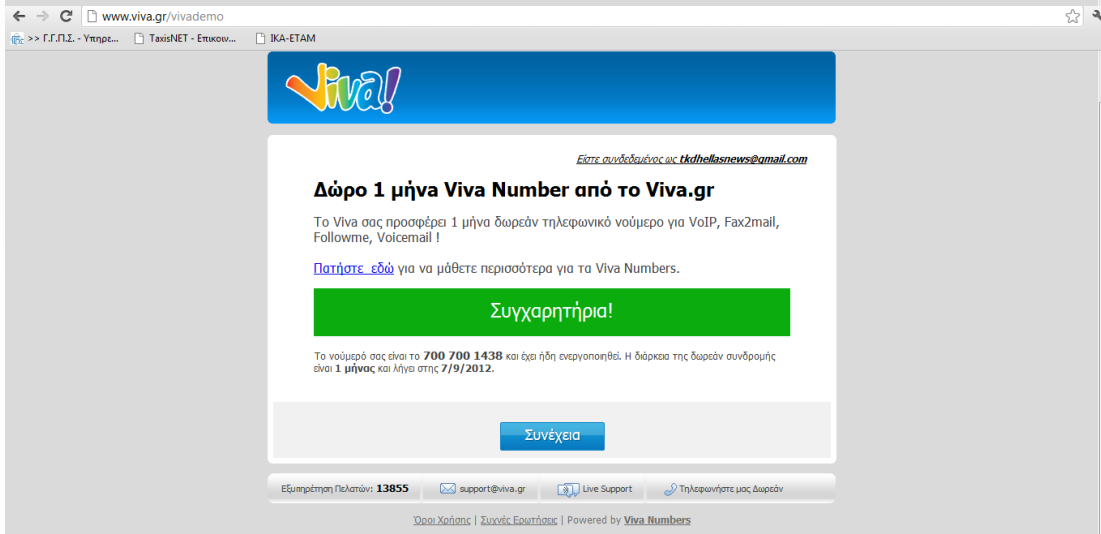 www.viva.gr/vivademo
>> Γ.Γ.Π.Σ. - Υπηρε... TaxisNET - Επικοιν... IKA-ETAM
Viva!
Είστε συνδεδεμένος ως tkdhellasnews@gmail.com
Δώρο 1 μήνα Viva Number από το Viva.gr
Το Viva σας προσφέρει 1 μήνα δωρεάν τηλεφωνικό νούμερο για VoIP, Fax2mail,
Followme, Voicemail !
Πατήστε εδώ για να μάθετε περισσότερα για τα Viva Numbers.
Συγχαρητήρια!
Το νούμερό σας είναι το 700 700 1438 και έχει ήδη ενεργοποιηθεί. Η διάρκεια της δωρεάν συνδρομής
είναι 1 μήνας και λήγει στης 7/9/2012.
Συνέχεια
Εξυπηρέτηση Πελατών: 13855 support@viva.gr Live Support Τηλεφωνήστε μας Δωρεάν
Όροι Χρήσης | Συχνές Ερωτήσεις | Powered by Viva Numbers